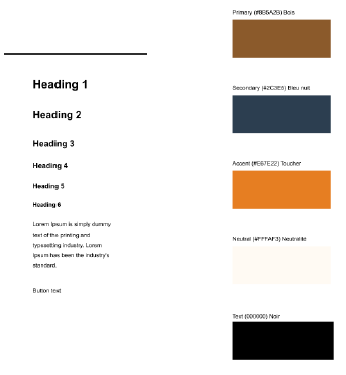 Heading 1
Heading 2
Heading 3
Heading 4
Heading 5
Heading 6
Lorem Ipsum is simply dummy
text of the printing and
typesetting industry. Lorem
Ipsum has been the industry's
standard.
Button text
Primary (#8B5A2B) Bois
Secondary (#2C3E5) Bleu nuit
Accent (#E67E22) Toucher
Neutral (#FFFAF3) Neutralité
Text (000000) Noir